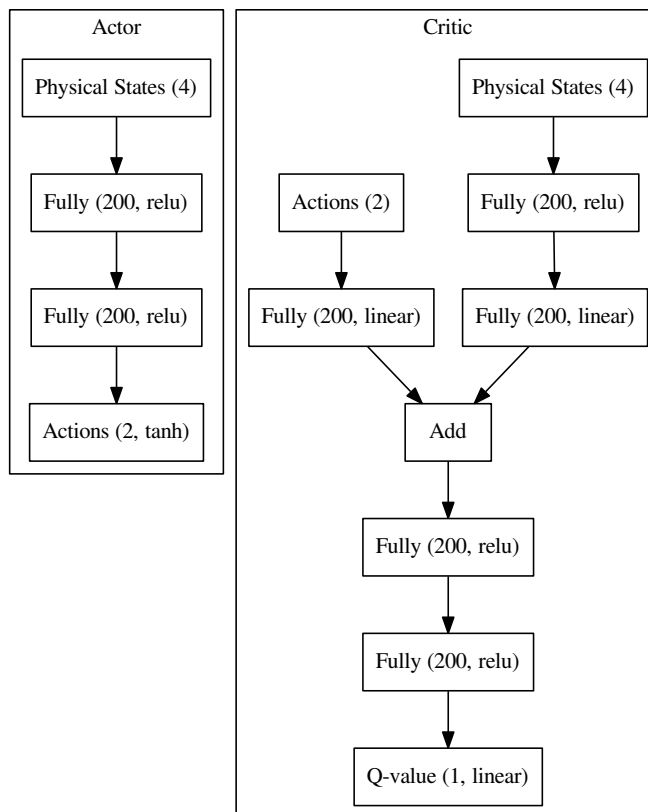 Actor
Physical States (4)
Fully (200, relu)
Fully (200, relu)
Actions (2, tanh)
Critic
Physical States (4)
Actions (2)
Fully (200, relu)
Fully (200, linear)
Fully (200, linear)
Add
Fully (200, relu)
Fully (200, relu)
Q-value (1, linear)